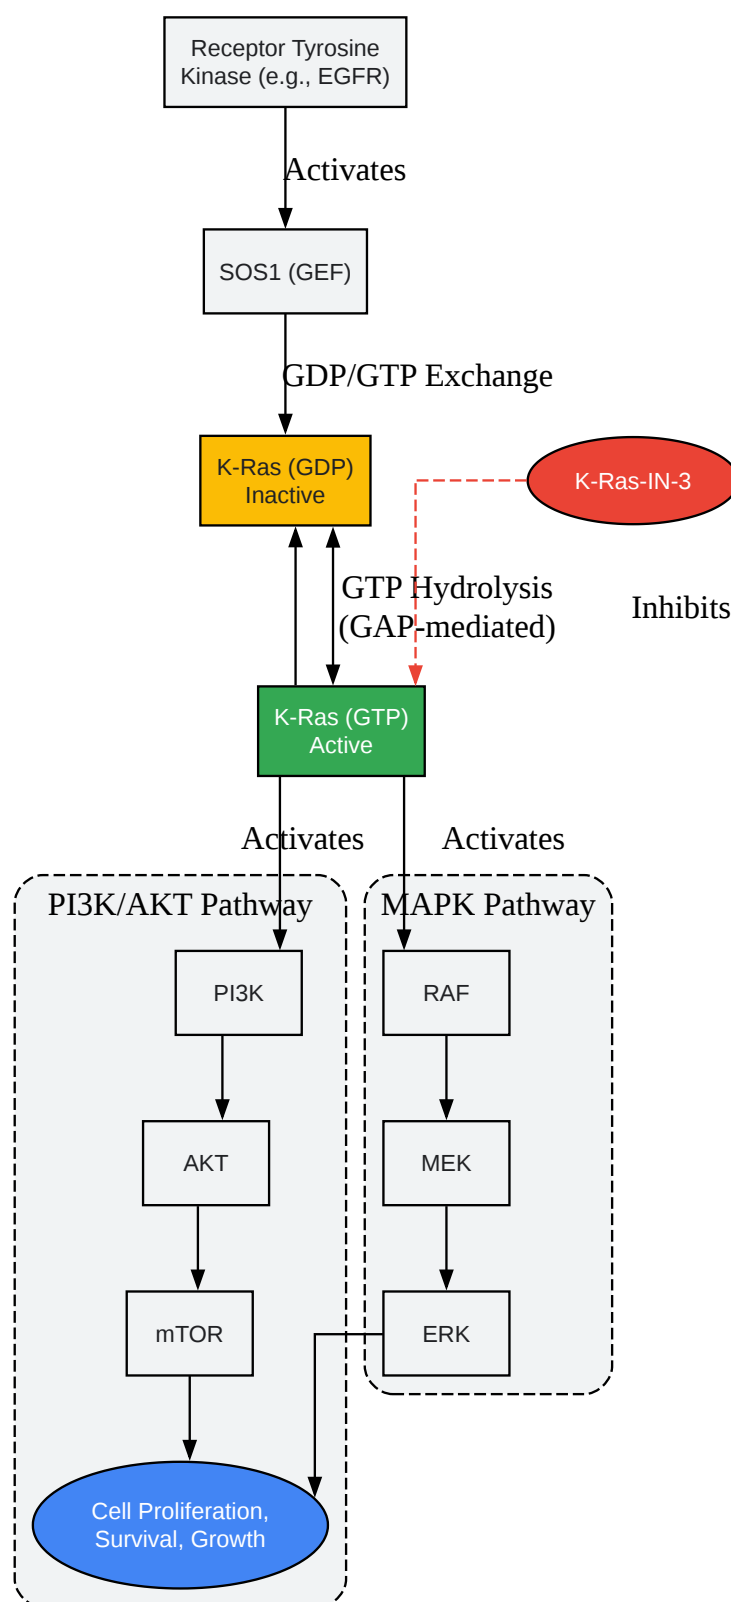 Receptor Tyrosine
Kinase (e.g., EGFR)
Activates
SOS1 (GEF)
GDP/GTP Exchange
K-Ras (GDP)
Inactive
K-Ras-IN-3
GTP Hydrolysis
(GAP-mediated)
Inhibits
K-Ras (GTP)
Active
Activates
Activates
PI3K/AKT Pathway
MAPK Pathway
PI3K
RAF
AKT
MEK
mTOR
ERK
Cell Proliferation,
Survival, Growth